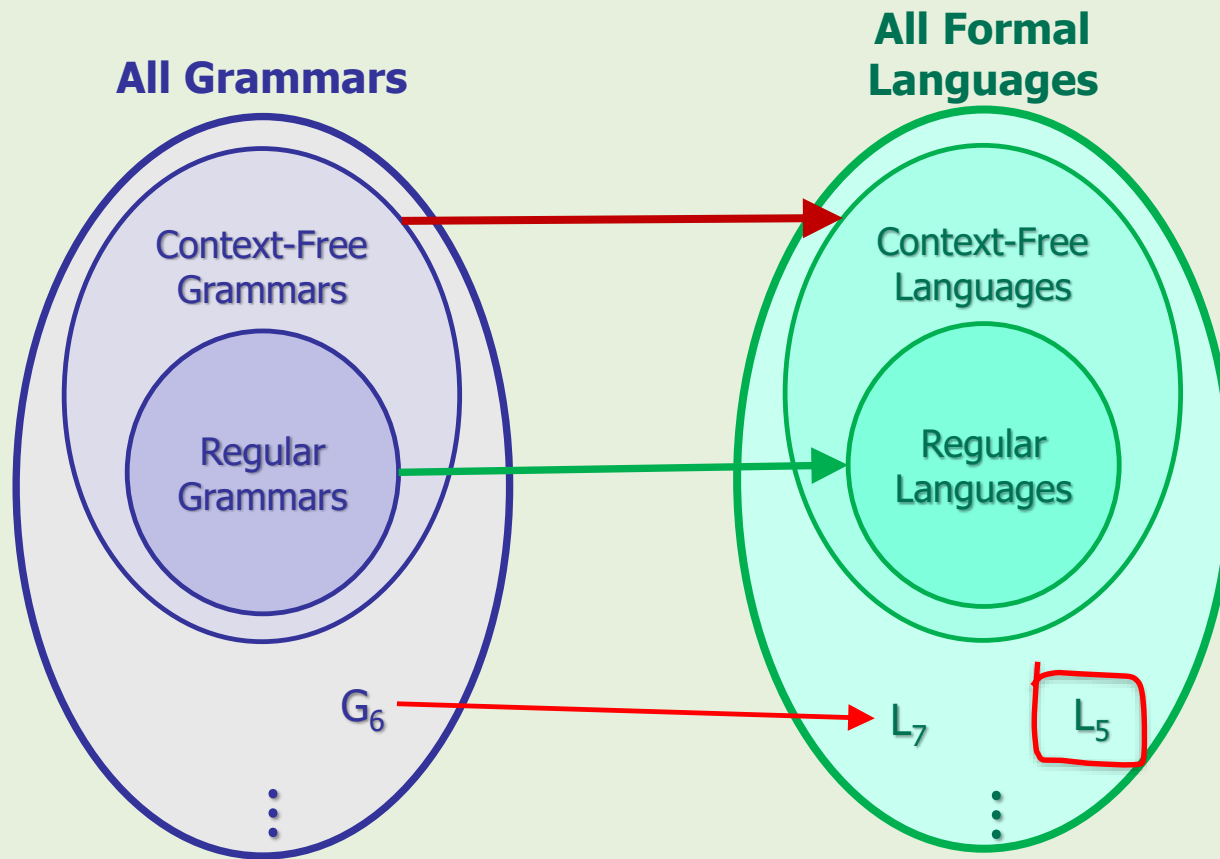 All Grammars
All Formal
Languages
Context-Free
Grammars
Context-Free
Languages
Regular
Grammars
Regular
Languages
G₆
L₇
L₅
⋮
⋮